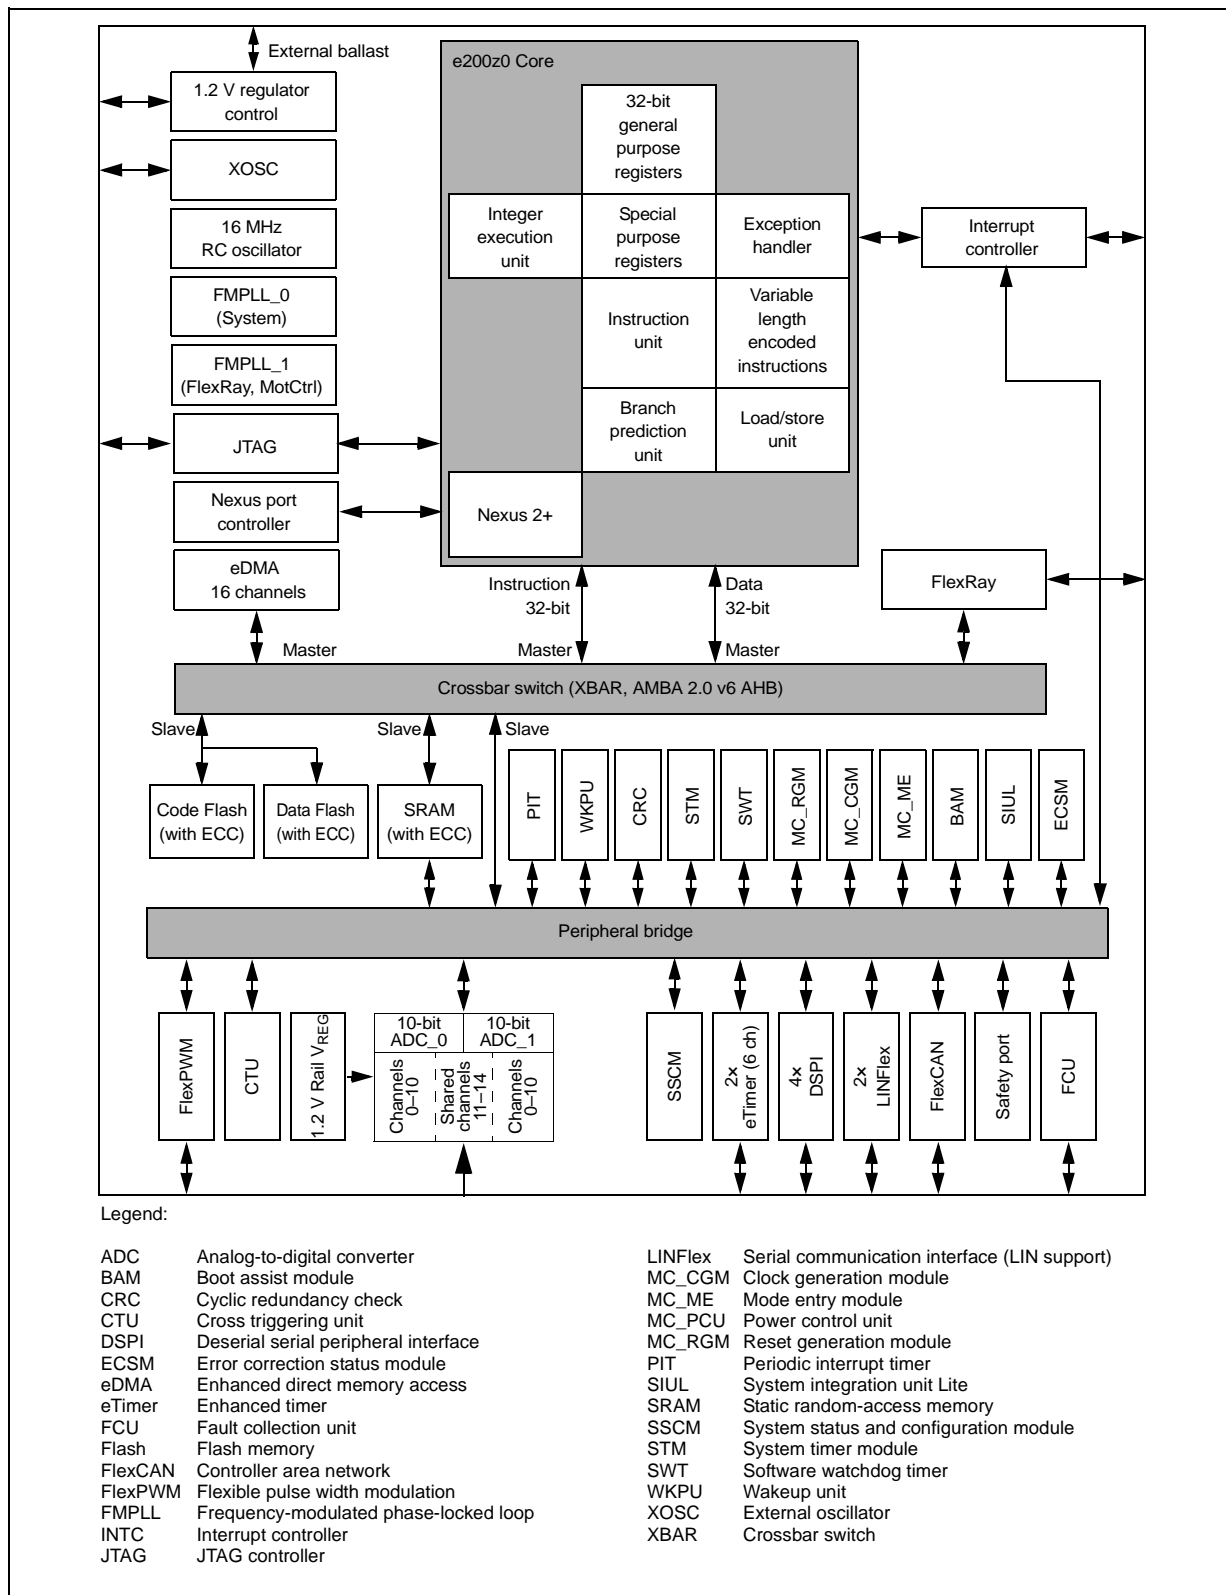 External ballast
1.2 V regulator
control
XOSC
16 MHz
RC oscillator
FMPLL_0
(System)
FMPLL_1
(FlexRay, MotCtrl)
JTAG
Nexus port
controller
eDMA
16 channels
e200z0 Core
32-bit
general
purpose
registers
Integer
execution
unit
Special
purpose
registers
Exception
handler
Instruction
unit
Variable
length
encoded
instructions
Branch
prediction
unit
Load/store
unit
Nexus 2+
Interrupt
controller
FlexRay
Instruction
32-bit
Data
32-bit
Master
Master
Master
Crossbar switch (XBAR, AMBA 2.0 v6 AHB)
Slave
Slave
Slave
Code Flash
(with ECC)
Data Flash
(with ECC)
SRAM
(with ECC)
PIT
WKPU
CRC
STM
SWT
MC_RGM
MC_CGM
MC_ME
BAM
SIUL
ECSM
Peripheral bridge
FlexPWM
CTU
1.2 V Rail VREG
10-bit
ADC_0
10-bit
ADC_1
Channels
0–10
Shared
channels
11–14
Channels
0–10
SSCM
2×
eTimer (6 ch)
4×
DSPI
2×
LINFlex
FlexCAN
Safety port
FCU
Legend:
ADC Analog-to-digital converter
BAM Boot assist module
CRC Cyclic redundancy check
CTU Cross triggering unit
DSPI Deserial serial peripheral interface
ECSM Error correction status module
eDMA Enhanced direct memory access
eTimer Enhanced timer
FCU Fault collection unit
Flash Flash memory
FlexCAN Controller area network
FlexPWM Flexible pulse width modulation
FMPLL Frequency-modulated phase-locked loop
INTC Interrupt controller
JTAG JTAG controller
LINFlex Serial communication interface (LIN support)
MC_CGM Clock generation module
MC_ME Mode entry module
MC_PCU Power control unit
MC_RGM Reset generation module
PIT Periodic interrupt timer
SIUL System integration unit Lite
SRAM Static random-access memory
SSCM System status and configuration module
STM System timer module
SWT Software watchdog timer
WKPU Wakeup unit
XOSC External oscillator
XBAR Crossbar switch